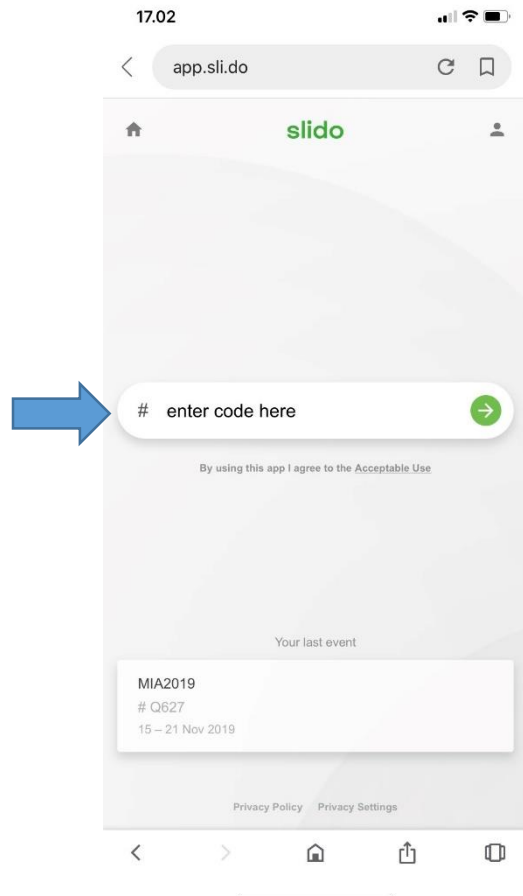 17.02
app.sli.do
slido
# enter code here
By using this app I agree to the Acceptable Use
Your last event
MIA2019
# Q627
15 – 21 Nov 2019
Privacy Policy Privacy Settings